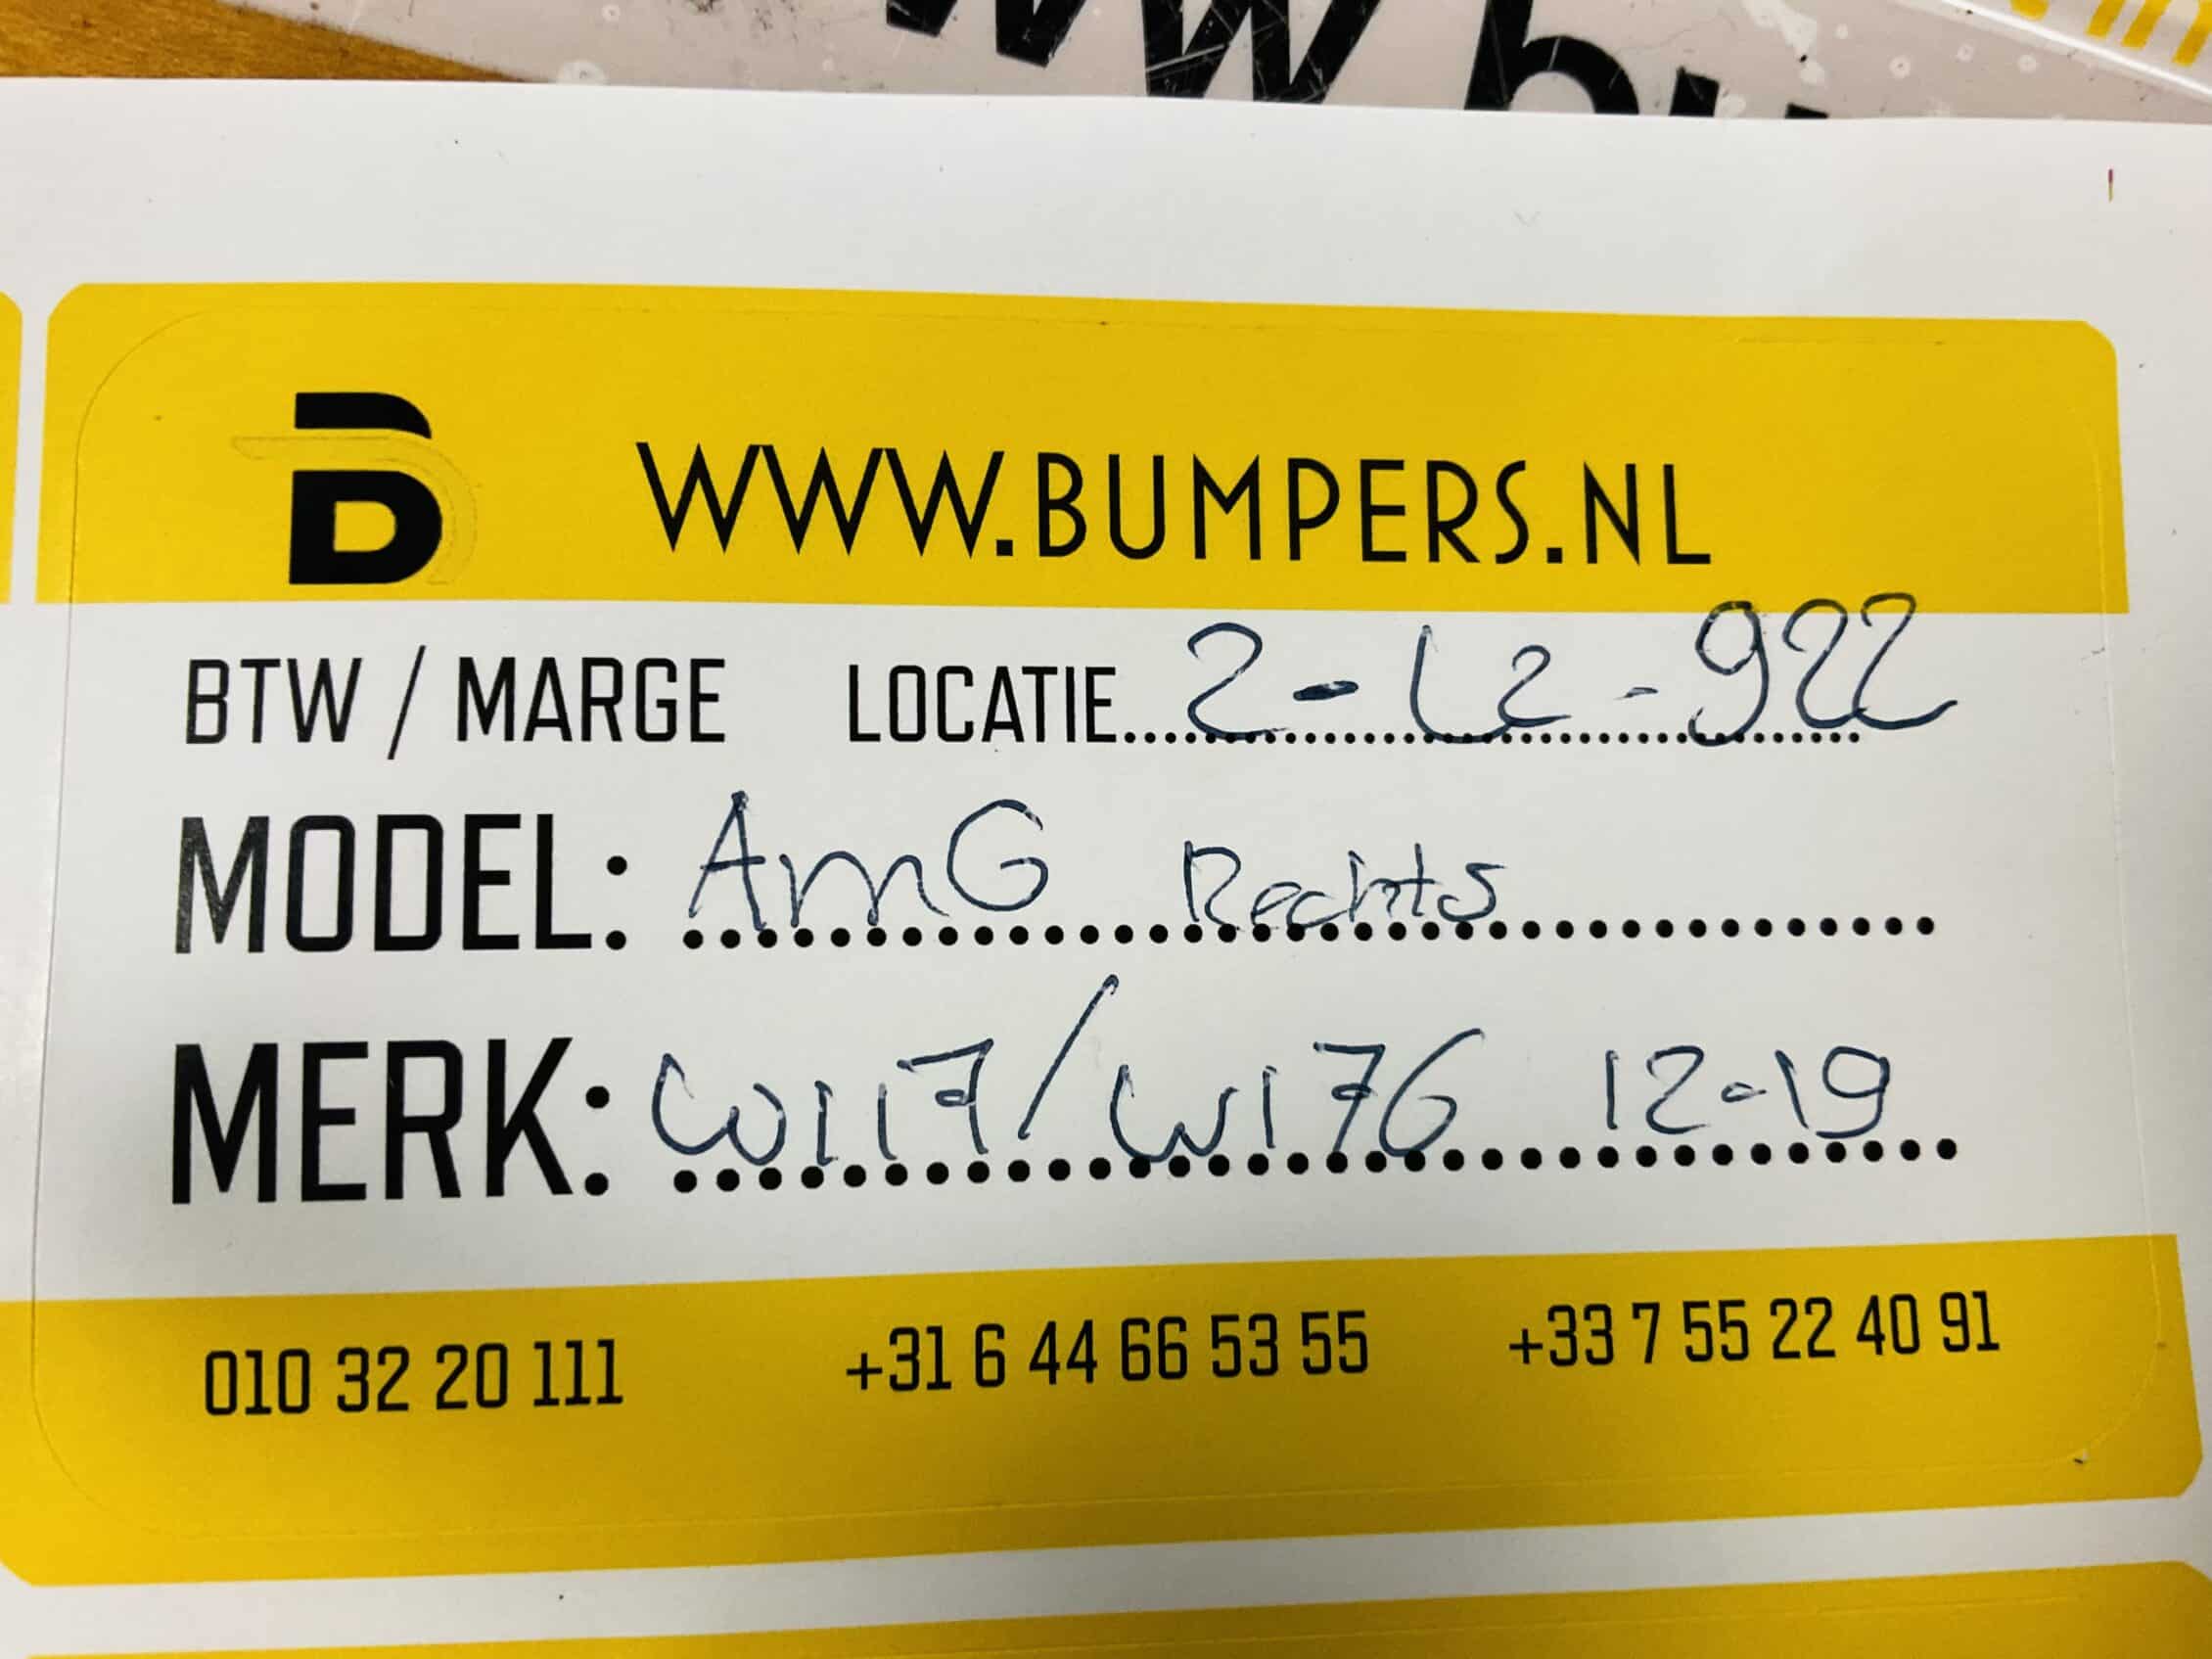 WWW.BUMPERS.NL
BTW / MARGE LOCATIE 2-L2-922
MODEL: AmG Rechts
MERK: W117/W176 12-19
010 32 20 111 +31 6 44 66 53 55 +33 7 55 22 40 91